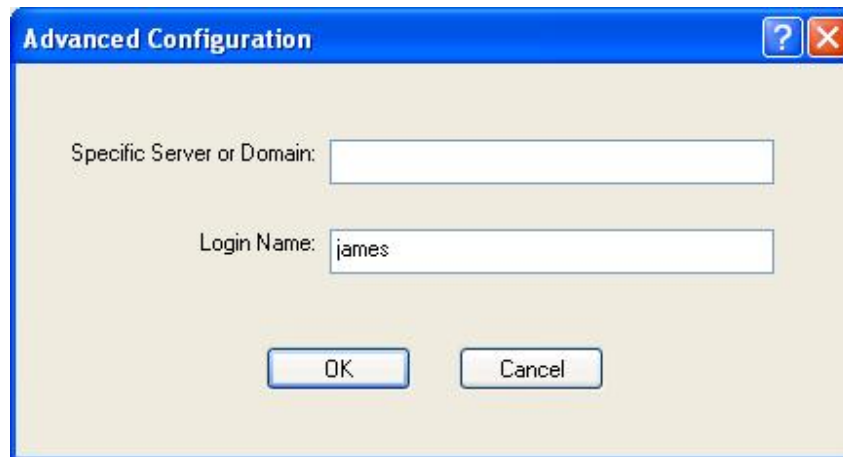 Advanced Configuration
Specific Server or Domain:
Login Name: james
OK Cancel